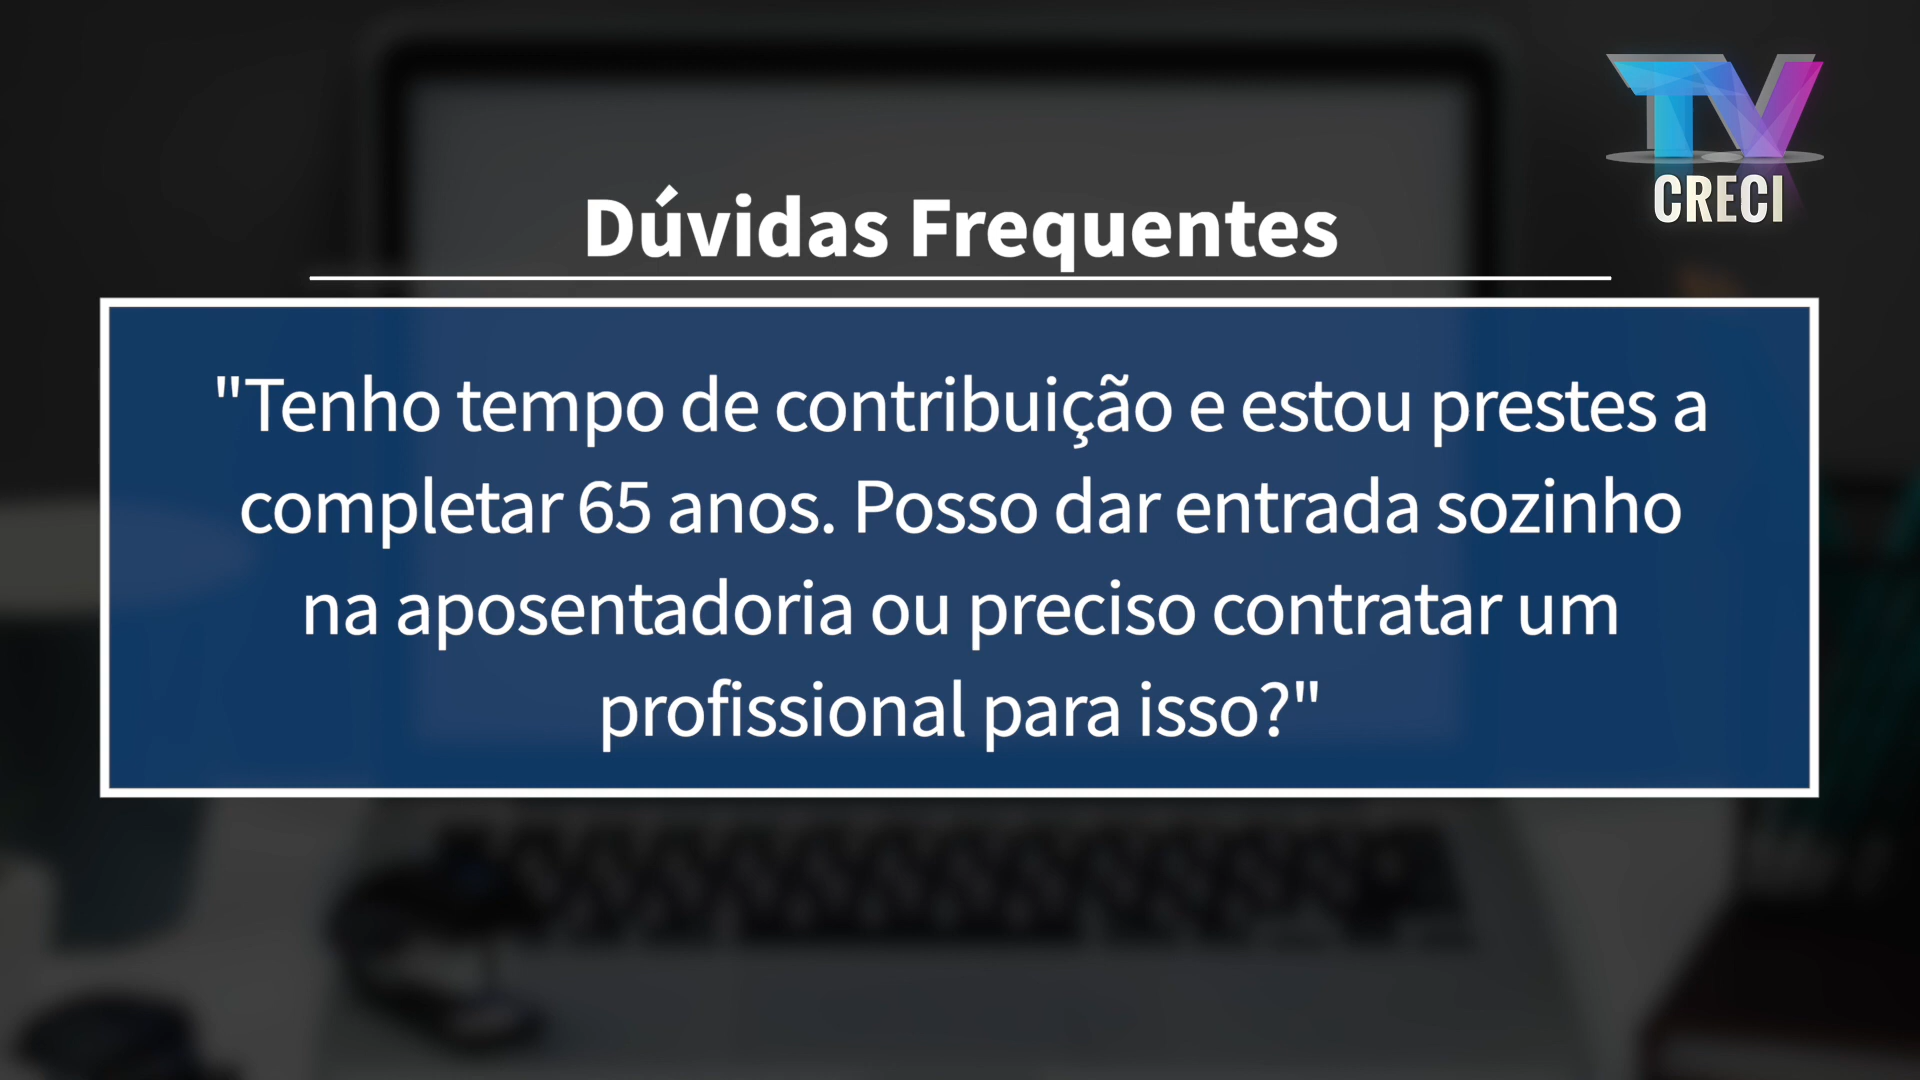 TV
CRECI
Dúvidas Frequentes
"Tenho tempo de contribuição e estou prestes a
completar 65 anos. Posso dar entrada sozinho
na aposentadoria ou preciso contratar um
profissional para isso?"